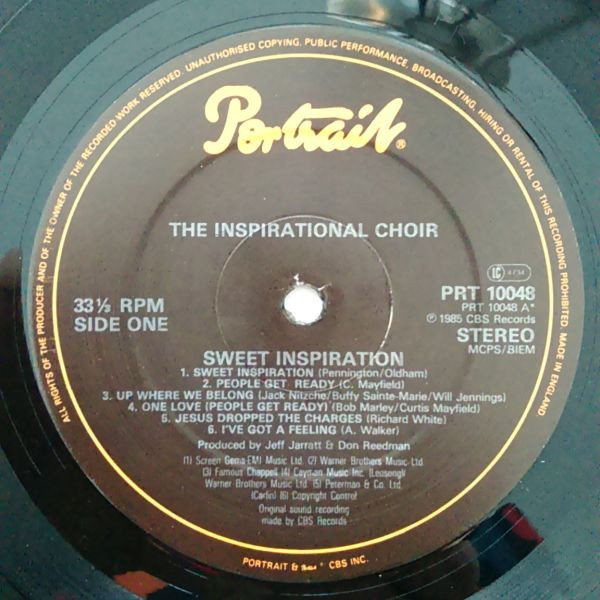 ALL RIGHTS OF THE PRODUCER AND OF THE OWNER OF THE RECORDED WORK RESERVED. UNAUTHORISED COPYING, PUBLIC PERFORMANCE, BROADCASTING, HIRING OR RENTAL OF THIS RECORDING PROHIBITED. MADE IN ENGLAND.
Portrait®
THE INSPIRATIONAL CHOIR
LC 4734
33⅓ RPM
SIDE ONE
PRT 10048
PRT 10048 A*
℗ 1985 CBS Records
STEREO
MCPS/BIEM
SWEET INSPIRATION
1. SWEET INSPIRATION (Pennington/Oldham)
2. PEOPLE GET READY (C. Mayfield)
3. UP WHERE WE BELONG (Jack Nitzche/Buffy Sainte-Marie/Will Jennings)
4. ONE LOVE (PEOPLE GET READY) (Bob Marley/Curtis Mayfield)
5. JESUS DROPPED THE CHARGES (Richard White)
6. I'VE GOT A FEELING (A. Walker)
Produced by Jeff Jarratt & Don Reedman
(1) Screen Gems-EMI Music Ltd. (2) Warner Brothers Music Ltd.
(3) Famous Chappell (4) Cayman Music Inc. (Leosong)/
Warner Brothers Music Ltd. (5) Peterman & Co. Ltd.
(Carlin) (6) Copyright Control
Original sound recording
made by CBS Records
PORTRAIT & CBS INC.